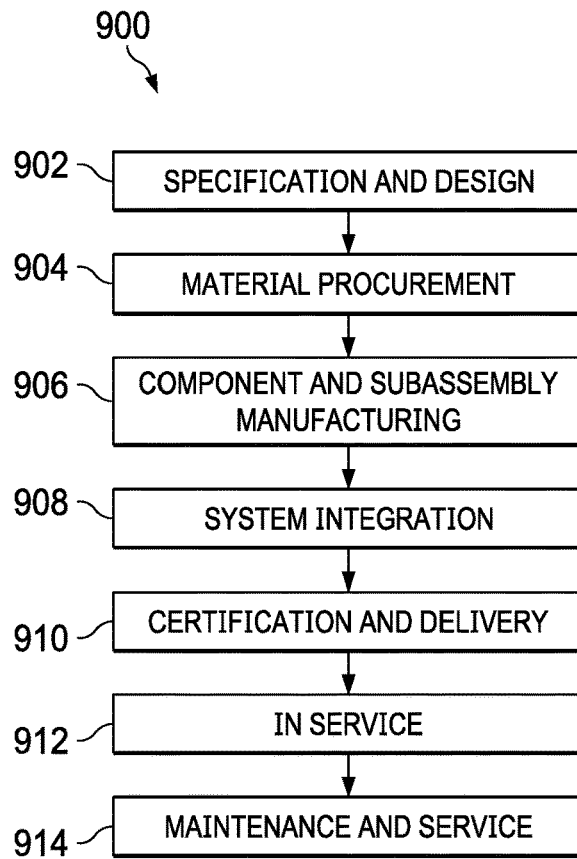 900
902
SPECIFICATION AND DESIGN
904
MATERIAL PROCUREMENT
906
COMPONENT AND SUBASSEMBLY
MANUFACTURING
908
SYSTEM INTEGRATION
910
CERTIFICATION AND DELIVERY
912
IN SERVICE
914
MAINTENANCE AND SERVICE